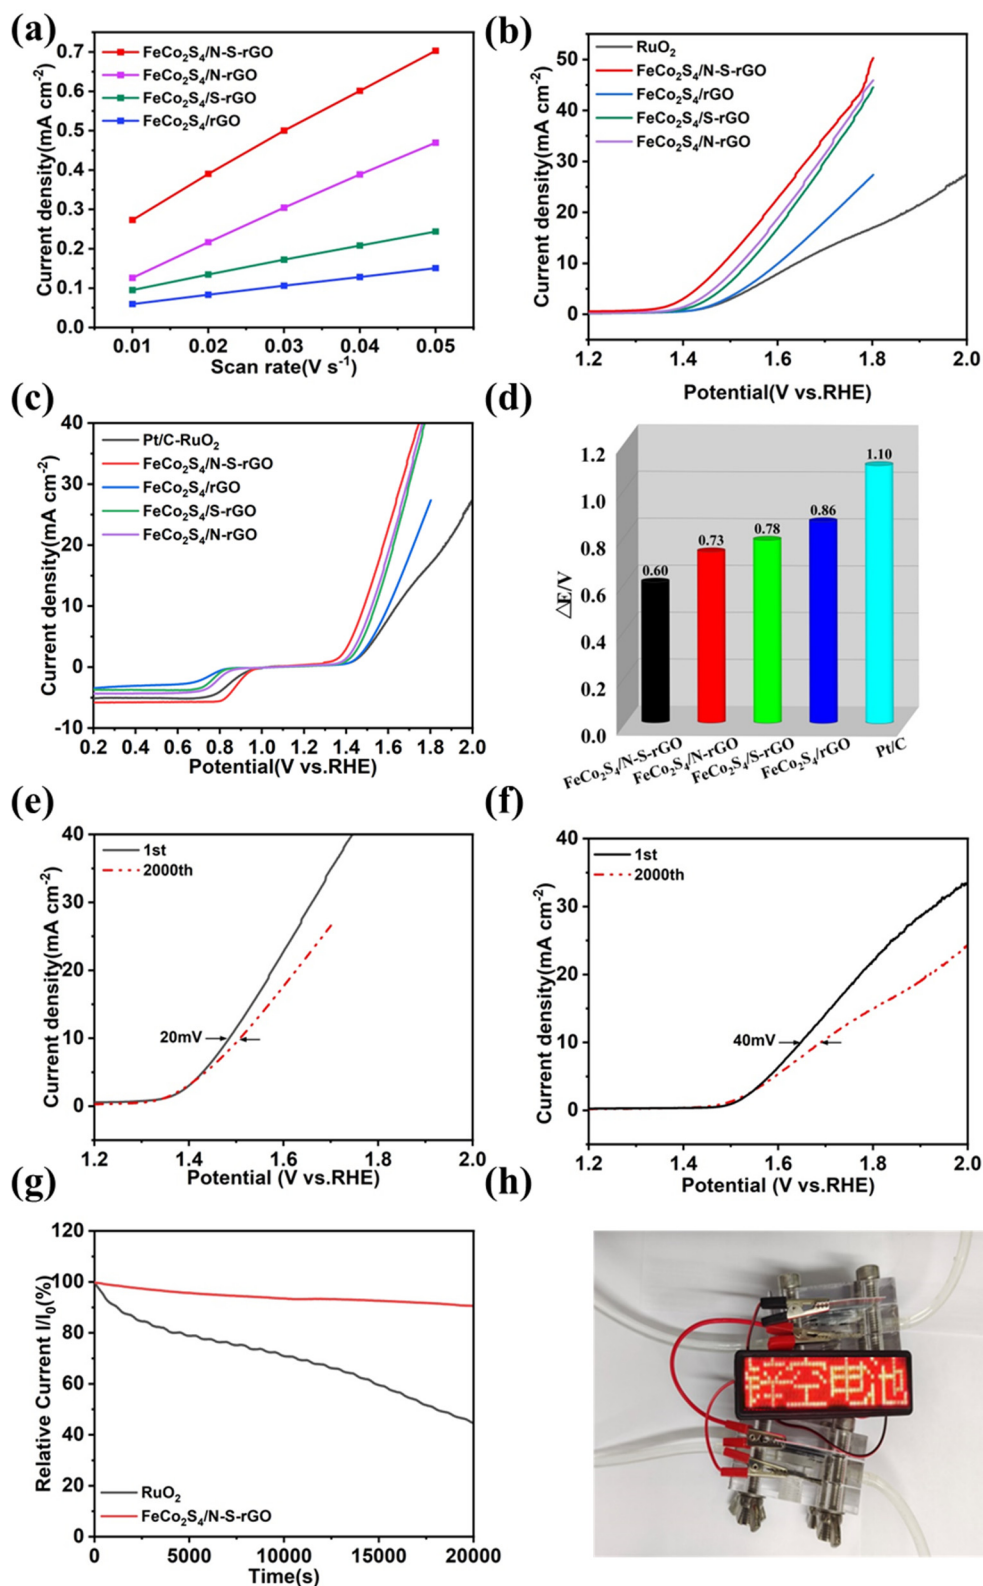 (a)
FeCo₂S₄/N-S-rGO
FeCo₂S₄/N-rGO
FeCo₂S₄/S-rGO
FeCo₂S₄/rGO
Current density(mA cm⁻²)
0.7
0.6
0.5
0.4
0.3
0.2
0.1
0.0
0.01 0.02 0.03 0.04 0.05
Scan rate(V s⁻¹)
(b)
RuO₂
FeCo₂S₄/N-S-rGO
FeCo₂S₄/rGO
FeCo₂S₄/S-rGO
FeCo₂S₄/N-rGO
Current density(mA cm⁻²)
50
40
30
20
10
0
1.2 1.4 1.6 1.8 2.0
Potential(V vs.RHE)
(c)
Pt/C-RuO₂
FeCo₂S₄/N-S-rGO
FeCo₂S₄/rGO
FeCo₂S₄/S-rGO
FeCo₂S₄/N-rGO
Current density(mA cm⁻²)
40
30
20
10
0
-10
0.2 0.4 0.6 0.8 1.0 1.2 1.4 1.6 1.8 2.0
Potential(V vs.RHE)
(d)
△E/V
1.2
1.0
0.8
0.6
0.4
0.2
0.0
0.60
0.73
0.78
0.86
1.10
FeCo₂S₄/N-S-rGO
FeCo₂S₄/N-rGO
FeCo₂S₄/S-rGO
FeCo₂S₄/rGO
Pt/C
(e)
1st
2000th
Current density(mA cm⁻²)
40
30
20
10
0
20mV
1.2 1.4 1.6 1.8 2.0
Potential (V vs.RHE)
(f)
1st
2000th
Current density(mA cm⁻²)
40
30
20
10
0
40mV
1.2 1.4 1.6 1.8 2.0
Potential (V vs.RHE)
(g)
Relative Current I/I₀(%)
120
100
80
60
40
20
0
RuO₂
FeCo₂S₄/N-S-rGO
0 5000 10000 15000 20000
Time(s)
(h)
锌空电池